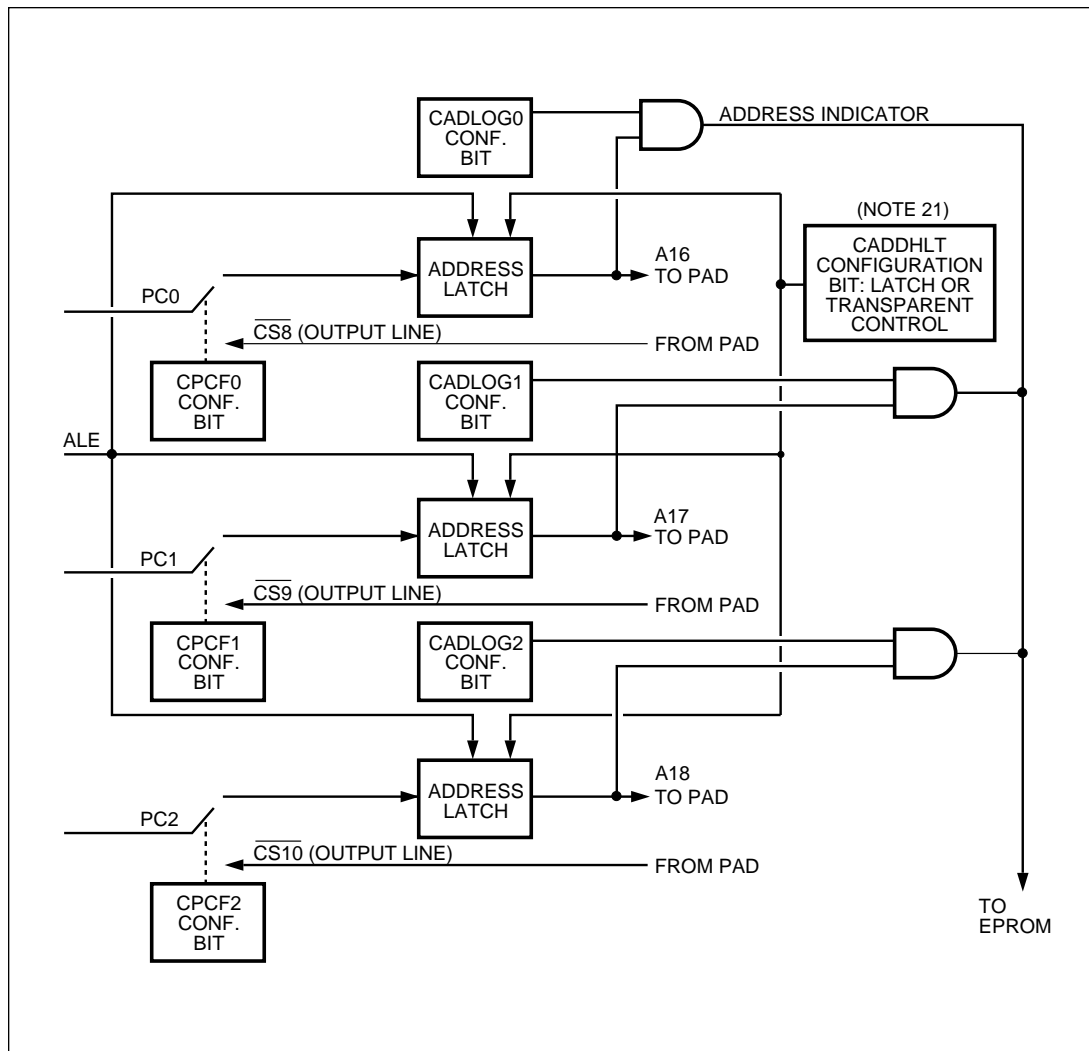 CADLOG0
CONF.
BIT
ADDRESS INDICATOR
(NOTE 21)
CADDHLT
CONFIGURATION
BIT: LATCH OR
TRANSPARENT
CONTROL
ADDRESS
LATCH
A16
TO PAD
PC0
CS8 (OUTPUT LINE)
FROM PAD
CPCF0
CONF.
BIT
CADLOG1
CONF.
BIT
ALE
ADDRESS
LATCH
A17
TO PAD
PC1
CS9 (OUTPUT LINE)
FROM PAD
CPCF1
CONF.
BIT
CADLOG2
CONF.
BIT
ADDRESS
LATCH
A18
TO PAD
PC2
CS10 (OUTPUT LINE)
FROM PAD
CPCF2
CONF.
BIT
TO
EPROM